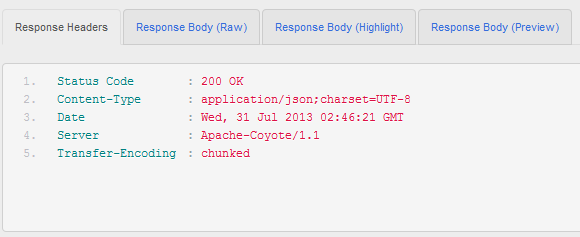 Response Headers Response Body (Raw) Response Body (Highlight) Response Body (Preview)
1. Status Code : 200 OK
2. Content-Type : application/json;charset=UTF-8
3. Date : Wed, 31 Jul 2013 02:46:21 GMT
4. Server : Apache-Coyote/1.1
5. Transfer-Encoding : chunked